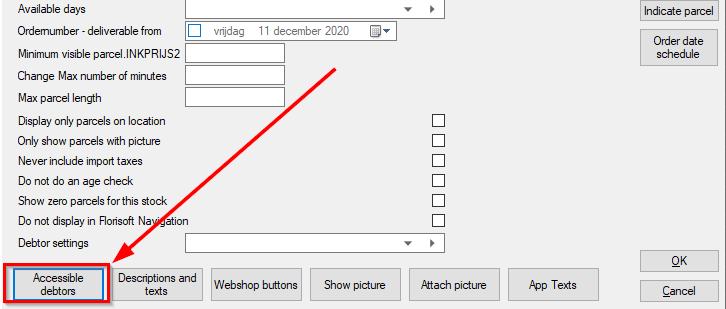 Available days
Indicate parcel
Ordernumber - deliverable from
vrijdag 11 december 2020
Order date
schedule
Minimum visible parcel.INKPRIJS2
Change Max number of minutes
Max parcel length
Display only parcels on location
Only show parcels with picture
Never include import taxes
Do not do an age check
Show zero parcels for this stock
Do not display in Florisoft Navigation
Debtor settings
OK
Accessible
debtors
Descriptions and
texts
Webshop buttons
Show picture
Attach picture
App Texts
Cancel